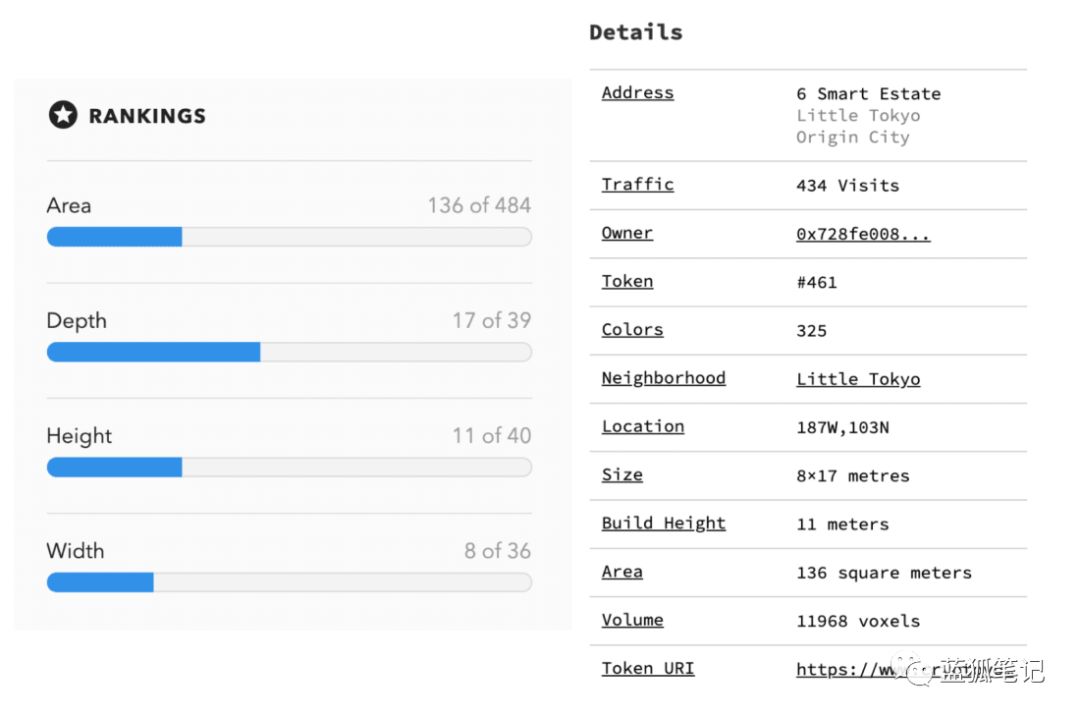 RANKINGS
Area 136 of 484
Depth 17 of 39
Height 11 of 40
Width 8 of 36
Details
Address 6 Smart Estate
Little Tokyo
Origin City
Traffic 434 Visits
Owner 0x728fe008...
Token #461
Colors 325
Neighborhood Little Tokyo
Location 187W,103N
Size 8×17 metres
Build Height 11 meters
Area 136 square meters
Volume 11968 voxels
Token URI https://ww
蓝狐笔记